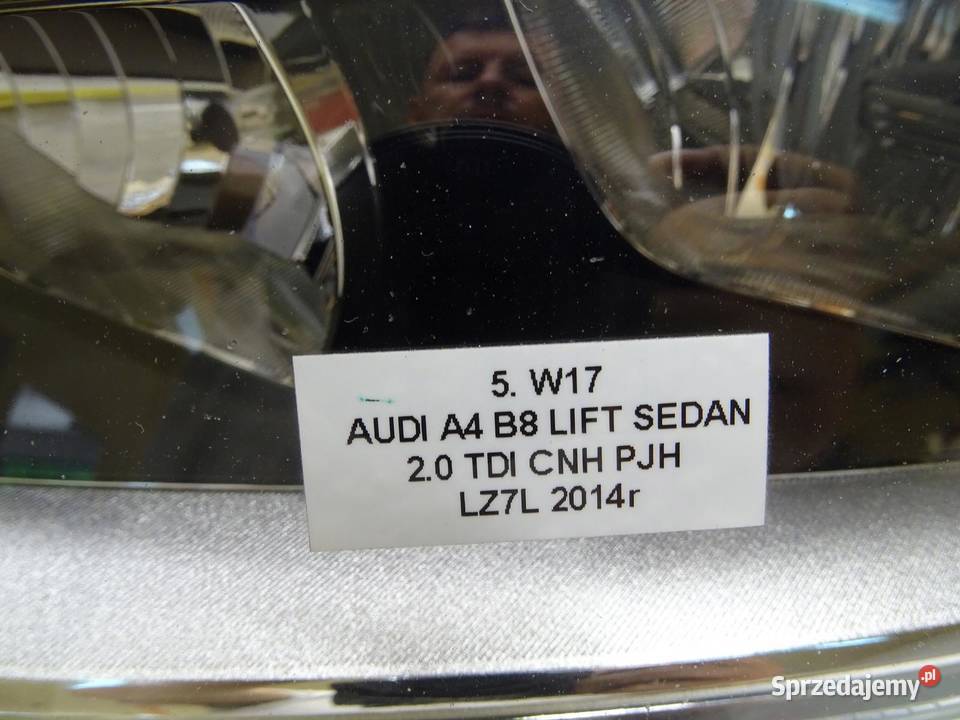 5. W17
AUDI A4 B8 LIFT SEDAN
2.0 TDI CNH PJH
LZ7L 2014r
Sprzedajemy.pl